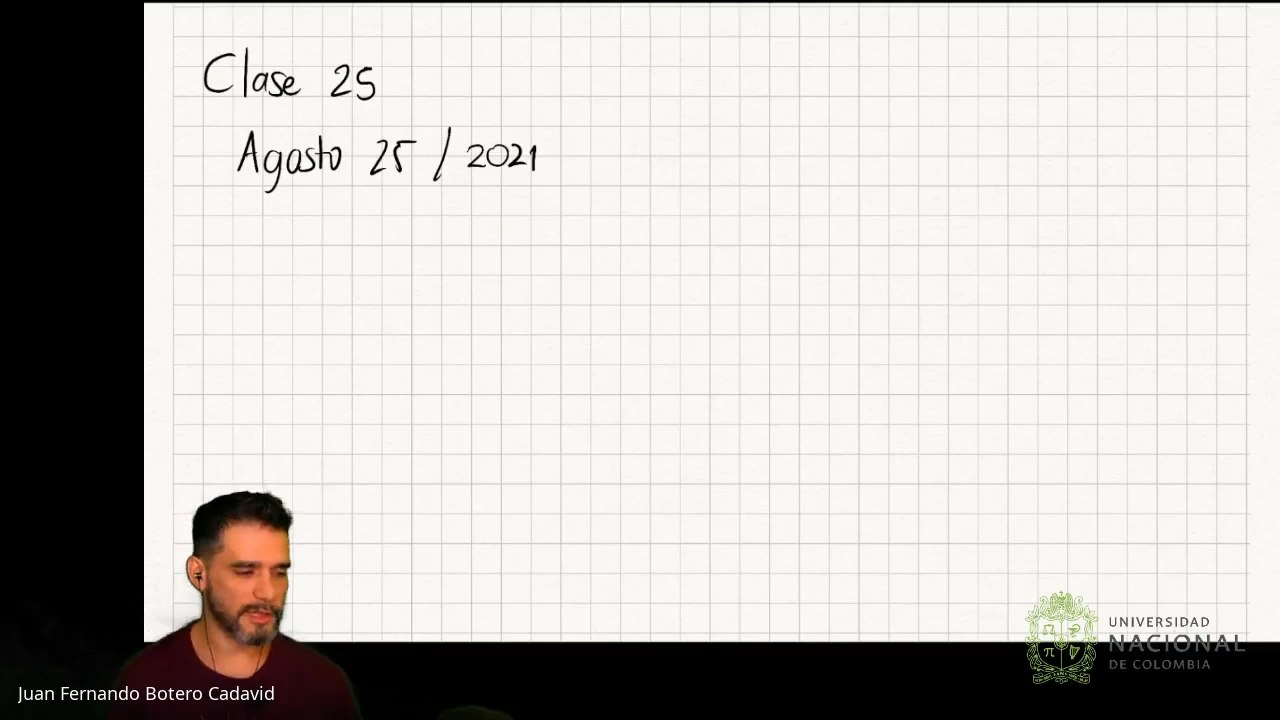 Clase 25
Agosto 25 / 2021
UNIVERSIDAD
NACIONAL
DE COLOMBIA
Juan Fernando Botero Cadavid